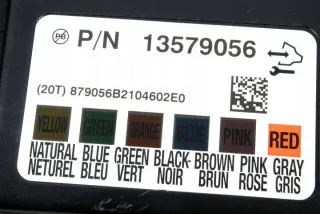 Pb P/N 13579056
(20T) 879056B2104602E0
YELLOW GREEN ORANGE BLUE PINK RED
NATURAL BLUE GREEN BLACK- BROWN PINK GRAY
NETUREL BLEU VERT NOIR BRUN ROSE GRIS